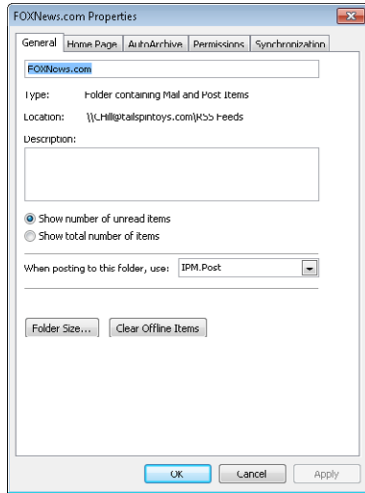 FOXNews.com Properties
General Home Page AutoArchive Permissions Synchronization
FOXNows.com
Type: Folder containing Mail and Post Items
Location: \\CHill@tailspintoys.com\RSS Feeds
Description:
Show number of unread items
Show total number of items
When posting to this folder, use: IPM.Post
Folder Size... Clear Offline Items
OK Cancel Apply